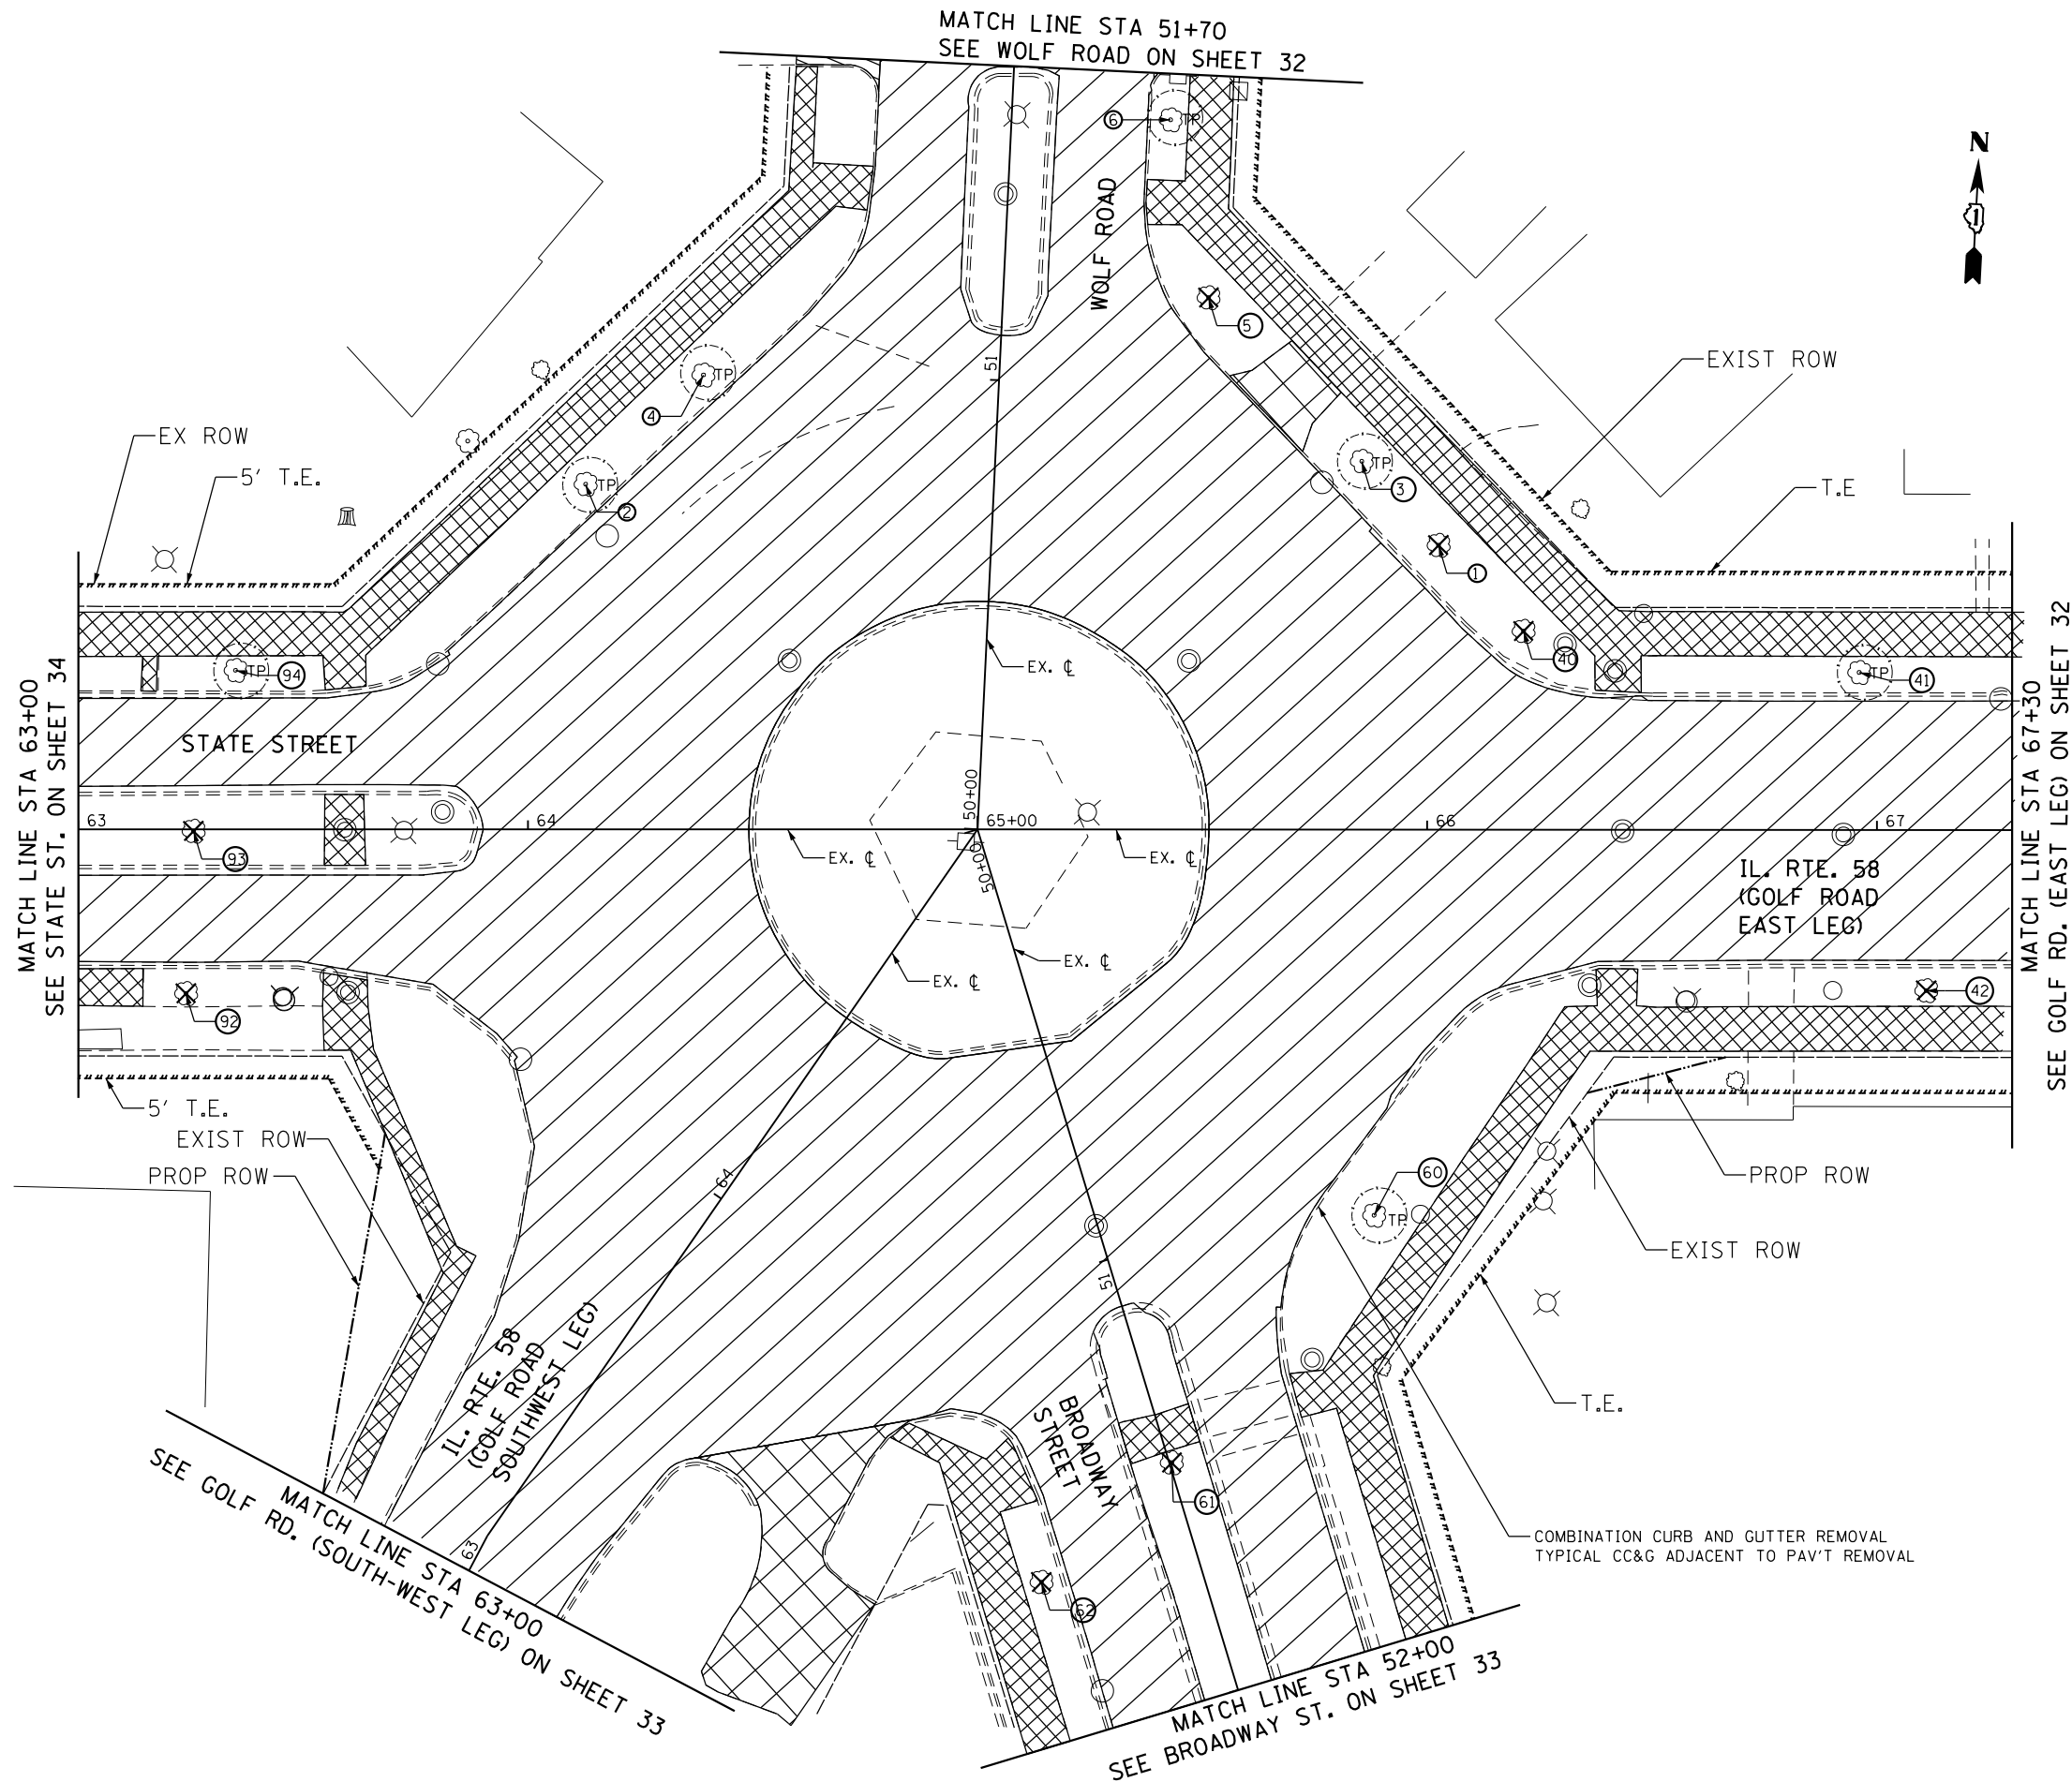 MATCH LINE STA 51+70
SEE WOLF ROAD ON SHEET 32
N
1
6
TP
WOLF ROAD
5
51
4
TP
2
TP
3
TP
1
40
EXIST ROW
T.E
EX ROW
5' T.E.
94
TP
41
TP
MATCH LINE STA 63+00
SEE STATE ST. ON SHEET 34
STATE STREET
63
64
93
EX. ℄
50+00
65+00
50+00
EX. ℄
EX. ℄
EX. ℄
EX. ℄
66
67
IL. RTE. 58
(GOLF ROAD
EAST LEG)
MATCH LINE STA 67+30
SEE GOLF RD. (EAST LEG) ON SHEET 32
92
42
5' T.E.
EXIST ROW
PROP ROW
64
60
TP
PROP ROW
EXIST ROW
T.E.
51
IL. RTE. 58
(GOLF ROAD
SOUTHWEST LEG)
63
BROADWAY
STREET
61
62
COMBINATION CURB AND GUTTER REMOVAL
TYPICAL CC&G ADJACENT TO PAV'T REMOVAL
MATCH LINE STA 63+00
SEE GOLF RD. (SOUTH-WEST LEG) ON SHEET 33
MATCH LINE STA 52+00
SEE BROADWAY ST. ON SHEET 33